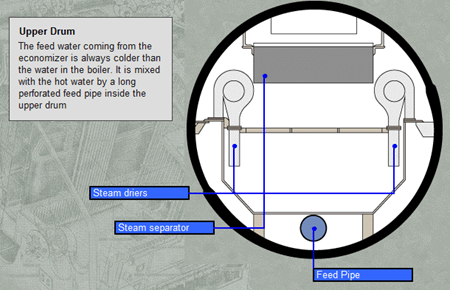 Upper Drum
The feed water coming from the
economizer is always colder than
the water in the boiler. It is mixed
with the hot water by a long
perforated feed pipe inside the
upper drum
Steam driers
Steam separator
Feed Pipe